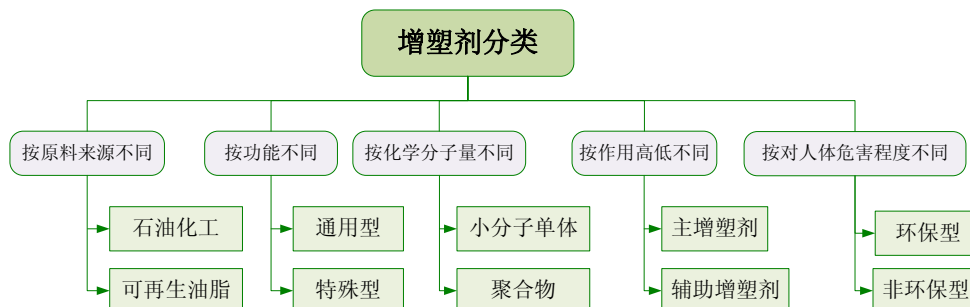 增塑剂分类
按原料来源不同
按功能不同
按化学分子量不同
按作用高低不同
按对人体危害程度不同
石油化工
通用型
小分子单体
主增塑剂
环保型
可再生油脂
特殊型
聚合物
辅助增塑剂
非环保型